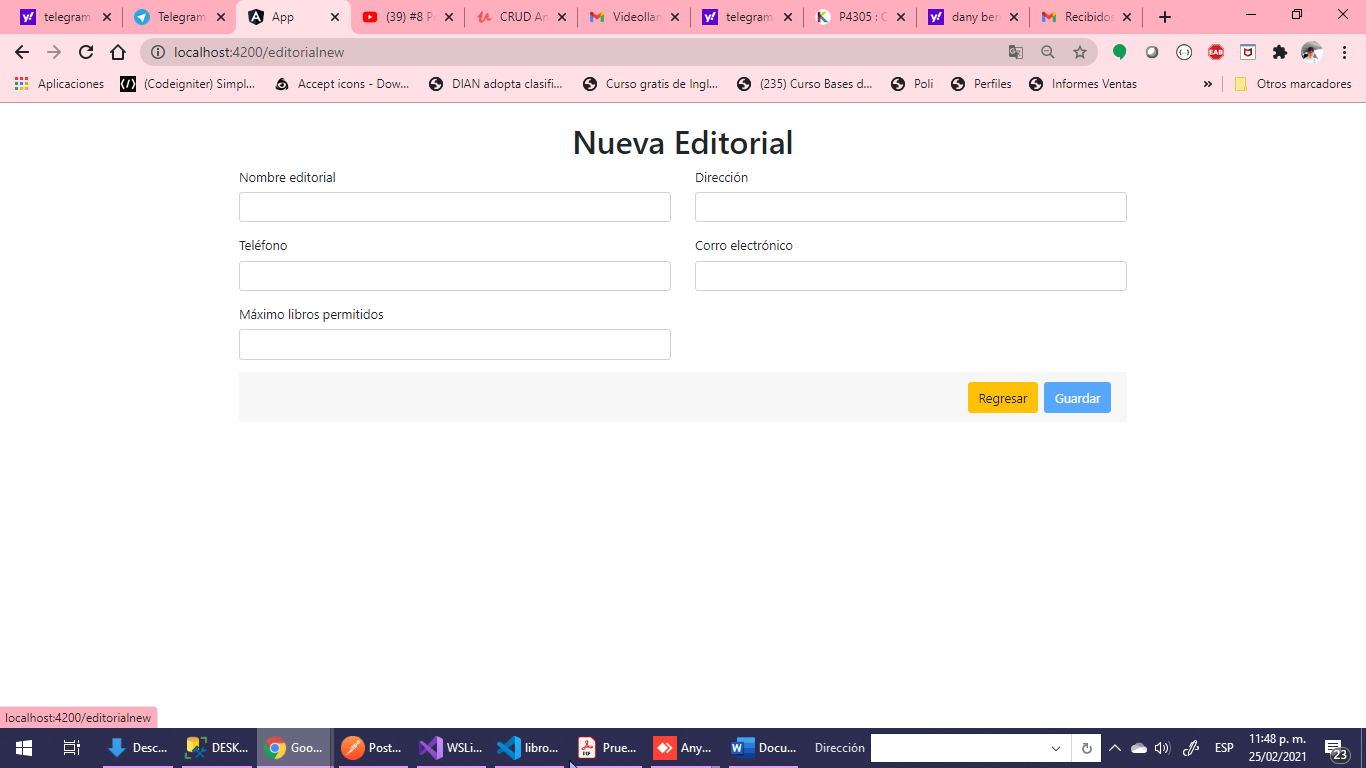 telegram
Telegram
App
(39) #8 P
CRUD An
Videollan
telegram
P4305 : C
dany ber
Recibidos
localhost:4200/editorialnew
Aplicaciones
(Codeigniter) Simpl...
Accept icons - Dow...
DIAN adopta clasifi...
Curso gratis de Ingl...
(235) Curso Bases d...
Poli
Perfiles
Informes Ventas
»
Otros marcadores
Nueva Editorial
Nombre editorial
Dirección
Teléfono
Corro electrónico
Máximo libros permitidos
Regresar
Guardar
localhost:4200/editorialnew
Desc...
DESK...
Goo...
Post...
WSLi...
libro...
Prue...
Any...
Docu...
Dirección
ESP
11:48 p. m.
25/02/2021
23